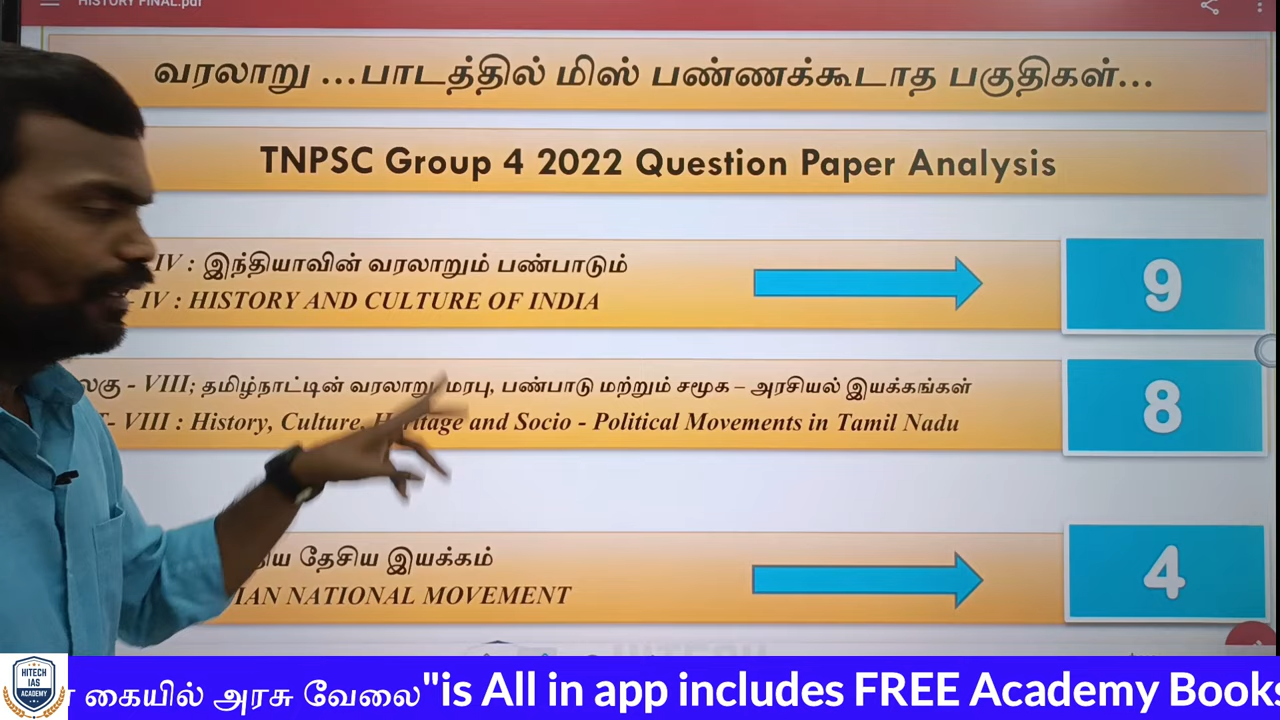 HISTORY FINAL.pdf
வரலாறு ...பாடத்தில் மிஸ் பண்ணக்கூடாத பகுதிகள்...
TNPSC Group 4 2022 Question Paper Analysis
IV : இந்தியாவின் வரலாறும் பண்பாடும்
- IV : HISTORY AND CULTURE OF INDIA
9
- VIII; தமிழ்நாட்டின் வரலாறு, மரபு, பண்பாடு மற்றும் சமூக – அரசியல் இயக்கங்கள்
- VIII : History, Culture, Heritage and Socio - Political Movements in Tamil Nadu
8
தேசிய இயக்கம்
NATIONAL MOVEMENT
4
HITECH
HITECH
IAS
ACADEMY
கையில் அரசு வேலை"is All in app includes FREE Academy Books